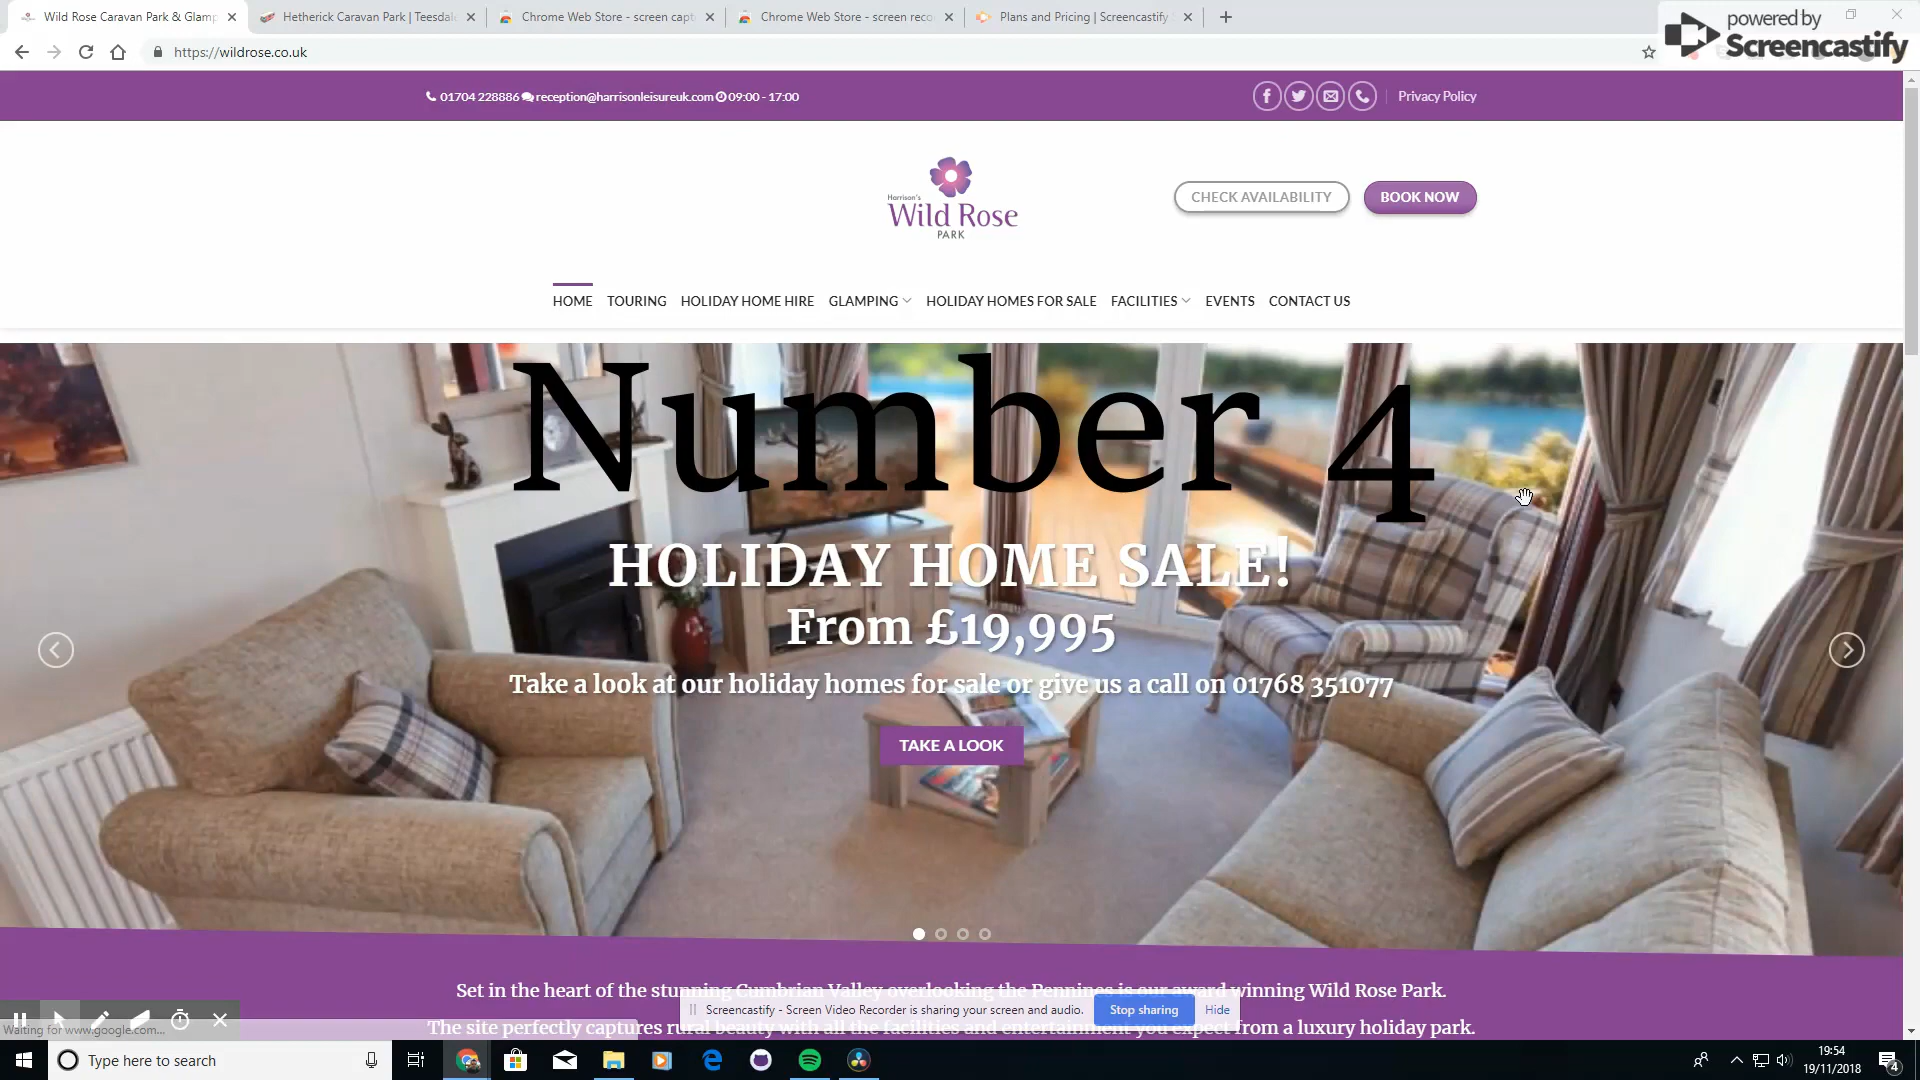 Wild Rose Caravan Park & Glamp
Hetherick Caravan Park | Teesdale
Chrome Web Store - screen capt
Chrome Web Store - screen reco
Plans and Pricing | Screencastify
powered by
Screencastify
https://wildrose.co.uk
01704 228886 reception@harrisonleisureuk.com 09:00 - 17:00
Privacy Policy
Harrison's
Wild Rose
PARK
CHECK AVAILABILITY
BOOK NOW
HOME TOURING HOLIDAY HOME HIRE GLAMPING HOLIDAY HOMES FOR SALE FACILITIES EVENTS CONTACT US
Number 4
HOLIDAY HOME SALE!
From £19,995
Take a look at our holiday homes for sale or give us a call on 01768 351077
TAKE A LOOK
Set in the heart of the stunning Cumbrian Valley overlooking the Pennines is our award winning Wild Rose Park.
Screencastify - Screen Video Recorder is sharing your screen and audio.
Stop sharing
Hide
The site perfectly captures rural beauty with all the facilities and entertainment you expect from a luxury holiday park.
Waiting for www.google.com...
Type here to search
19:54
19/11/2018
4